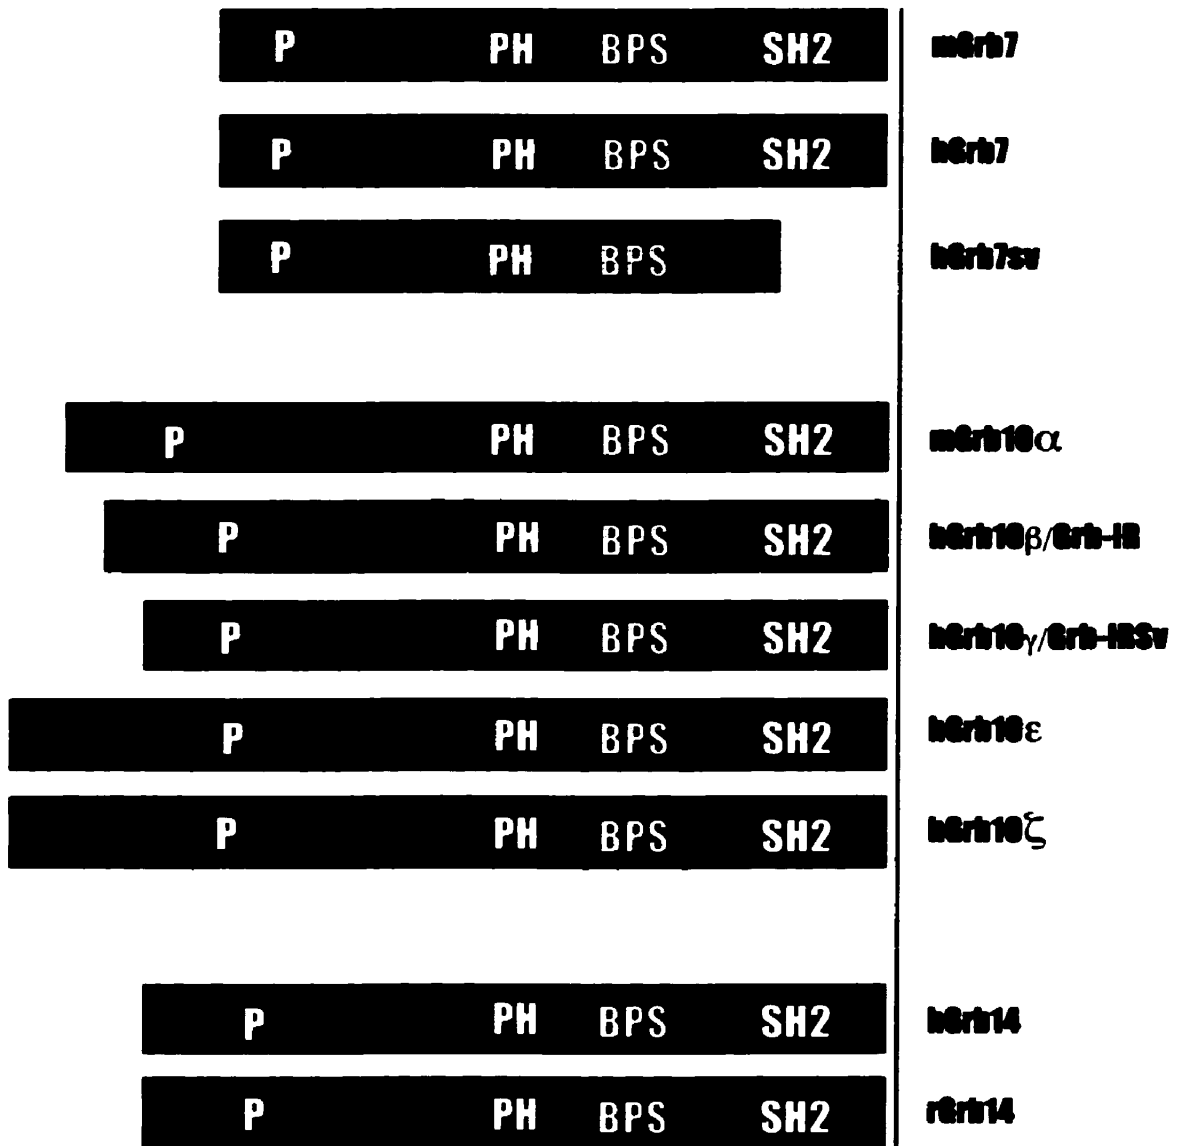 P PH BPS SH2 mGrb7
P PH BPS SH2 hGrb7
P PH BPS hGrb7sv
P PH BPS SH2 mGrb10α
P PH BPS SH2 hGrb10β/Grb-IR
P PH BPS SH2 hGrb10γ/Grb-IRSv
P PH BPS SH2 hGrb10ε
P PH BPS SH2 hGrb10ζ
P PH BPS SH2 hGrb14
P PH BPS SH2 rGrb14